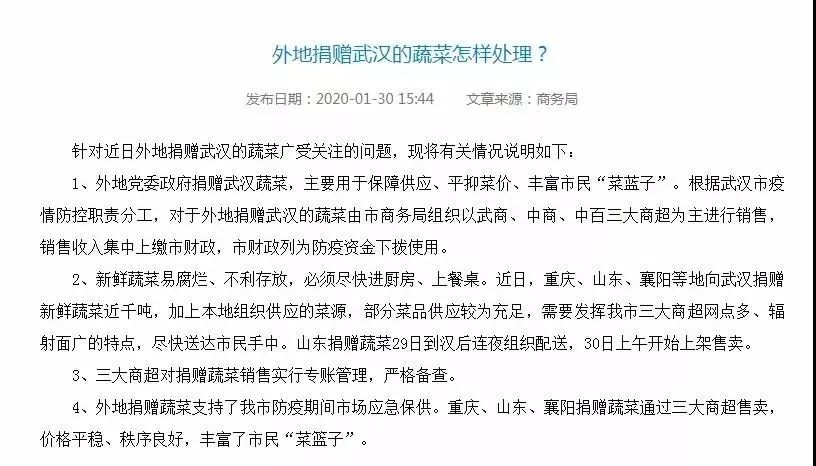 外地捐赠武汉的蔬菜怎样处理？
发布日期：2020-01-30 15:44 文章来源：商务局
针对近日外地捐赠武汉的蔬菜广受关注的问题，现将有关情况说明如下：
1、外地党委政府捐赠武汉蔬菜，主要用于保障供应、平抑菜价、丰富市民“菜蓝子”。根据武汉市疫
情防控职责分工，对于外地捐赠武汉的蔬菜由市商务局组织以武商、中商、中百三大商超为主进行销售，
销售收入集中上缴市财政，市财政列为防疫资金下拨使用。
2、新鲜蔬菜易腐烂、不利存放，必须尽快进厨房、上餐桌。近日，重庆、山东、襄阳等地向武汉捐赠
新鲜蔬菜近千吨，加上本地组织供应的菜源，部分菜品供应较为充足，需要发挥我市三大商超网点多、辐
射面广的特点，尽快送达市民手中。山东捐赠蔬菜29日到汉后连夜组织配送，30日上午开始上架售卖。
3、三大商超对捐赠蔬菜销售实行专账管理，严格备查。
4、外地捐赠蔬菜支持了我市防疫期间市场应急保供。重庆、山东、襄阳捐赠蔬菜通过三大商超售卖，
价格平稳、秩序良好，丰富了市民“菜篮子”。